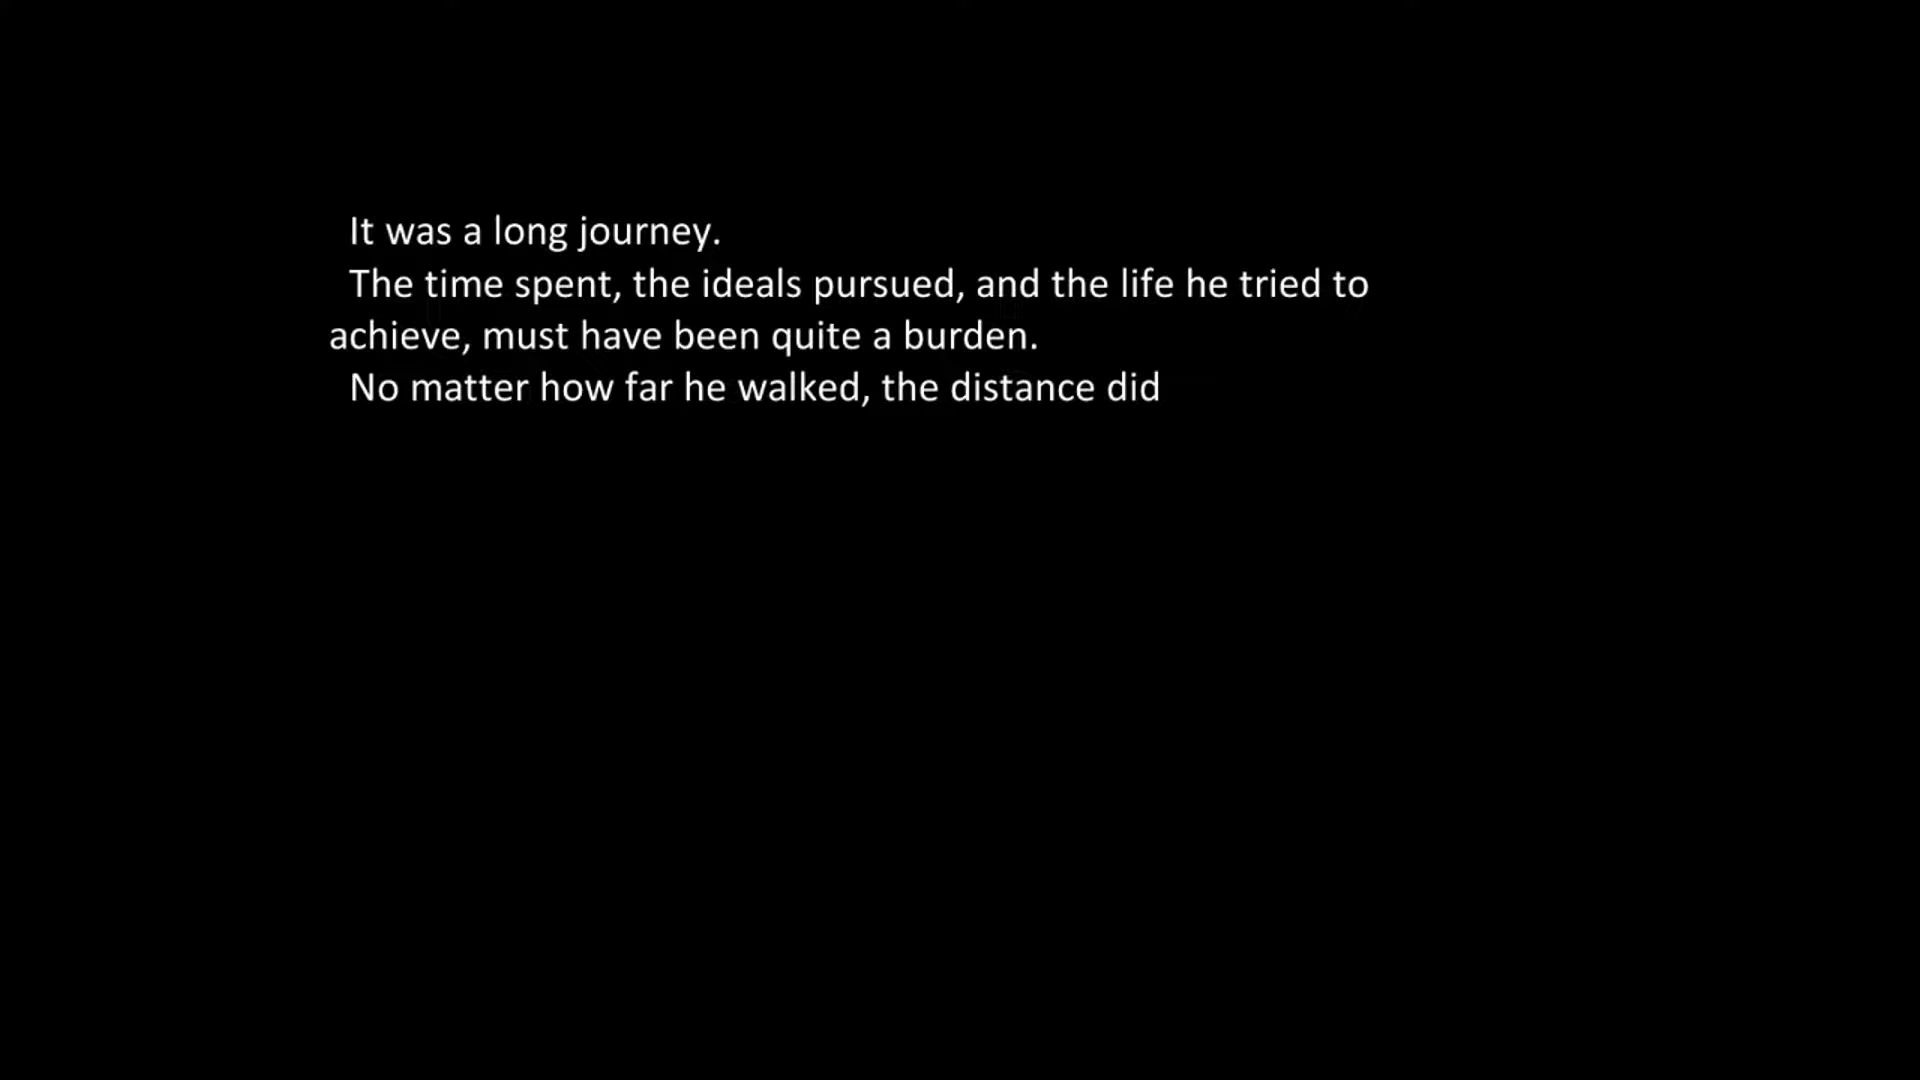 It was a long journey.
The time spent, the ideals pursued, and the life he tried to
achieve, must have been quite a burden.
No matter how far he walked, the distance did